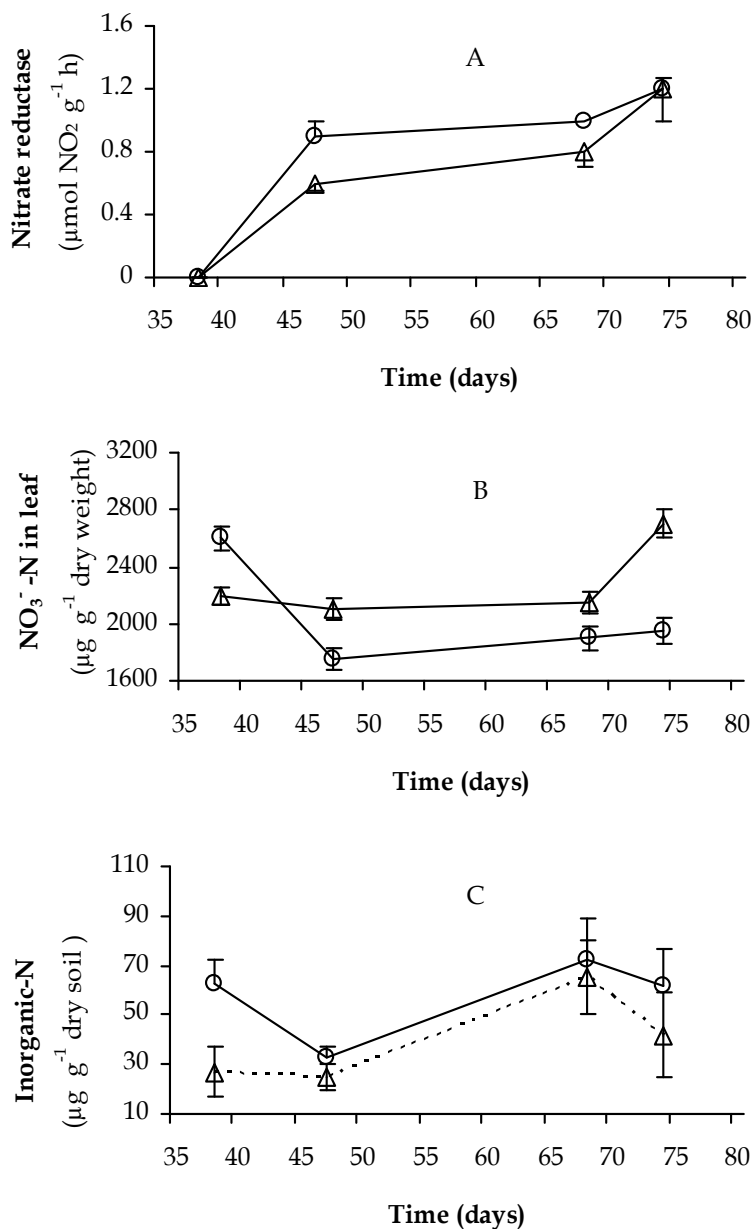 A
Nitrate reductase
(µmol NO₂ g⁻¹ h)
1.6
1.2
0.8
0.4
0
35 40 45 50 55 60 65 70 75 80
Time (days)
B
NO₃⁻ -N in leaf
(µg g⁻¹ dry weight)
3200
2800
2400
2000
1600
35 40 45 50 55 60 65 70 75 80
Time (days)
C
Inorganic-N
(µg g⁻¹ dry soil )
110
90
70
50
30
10
35 40 45 50 55 60 65 70 75 80
Time (days)